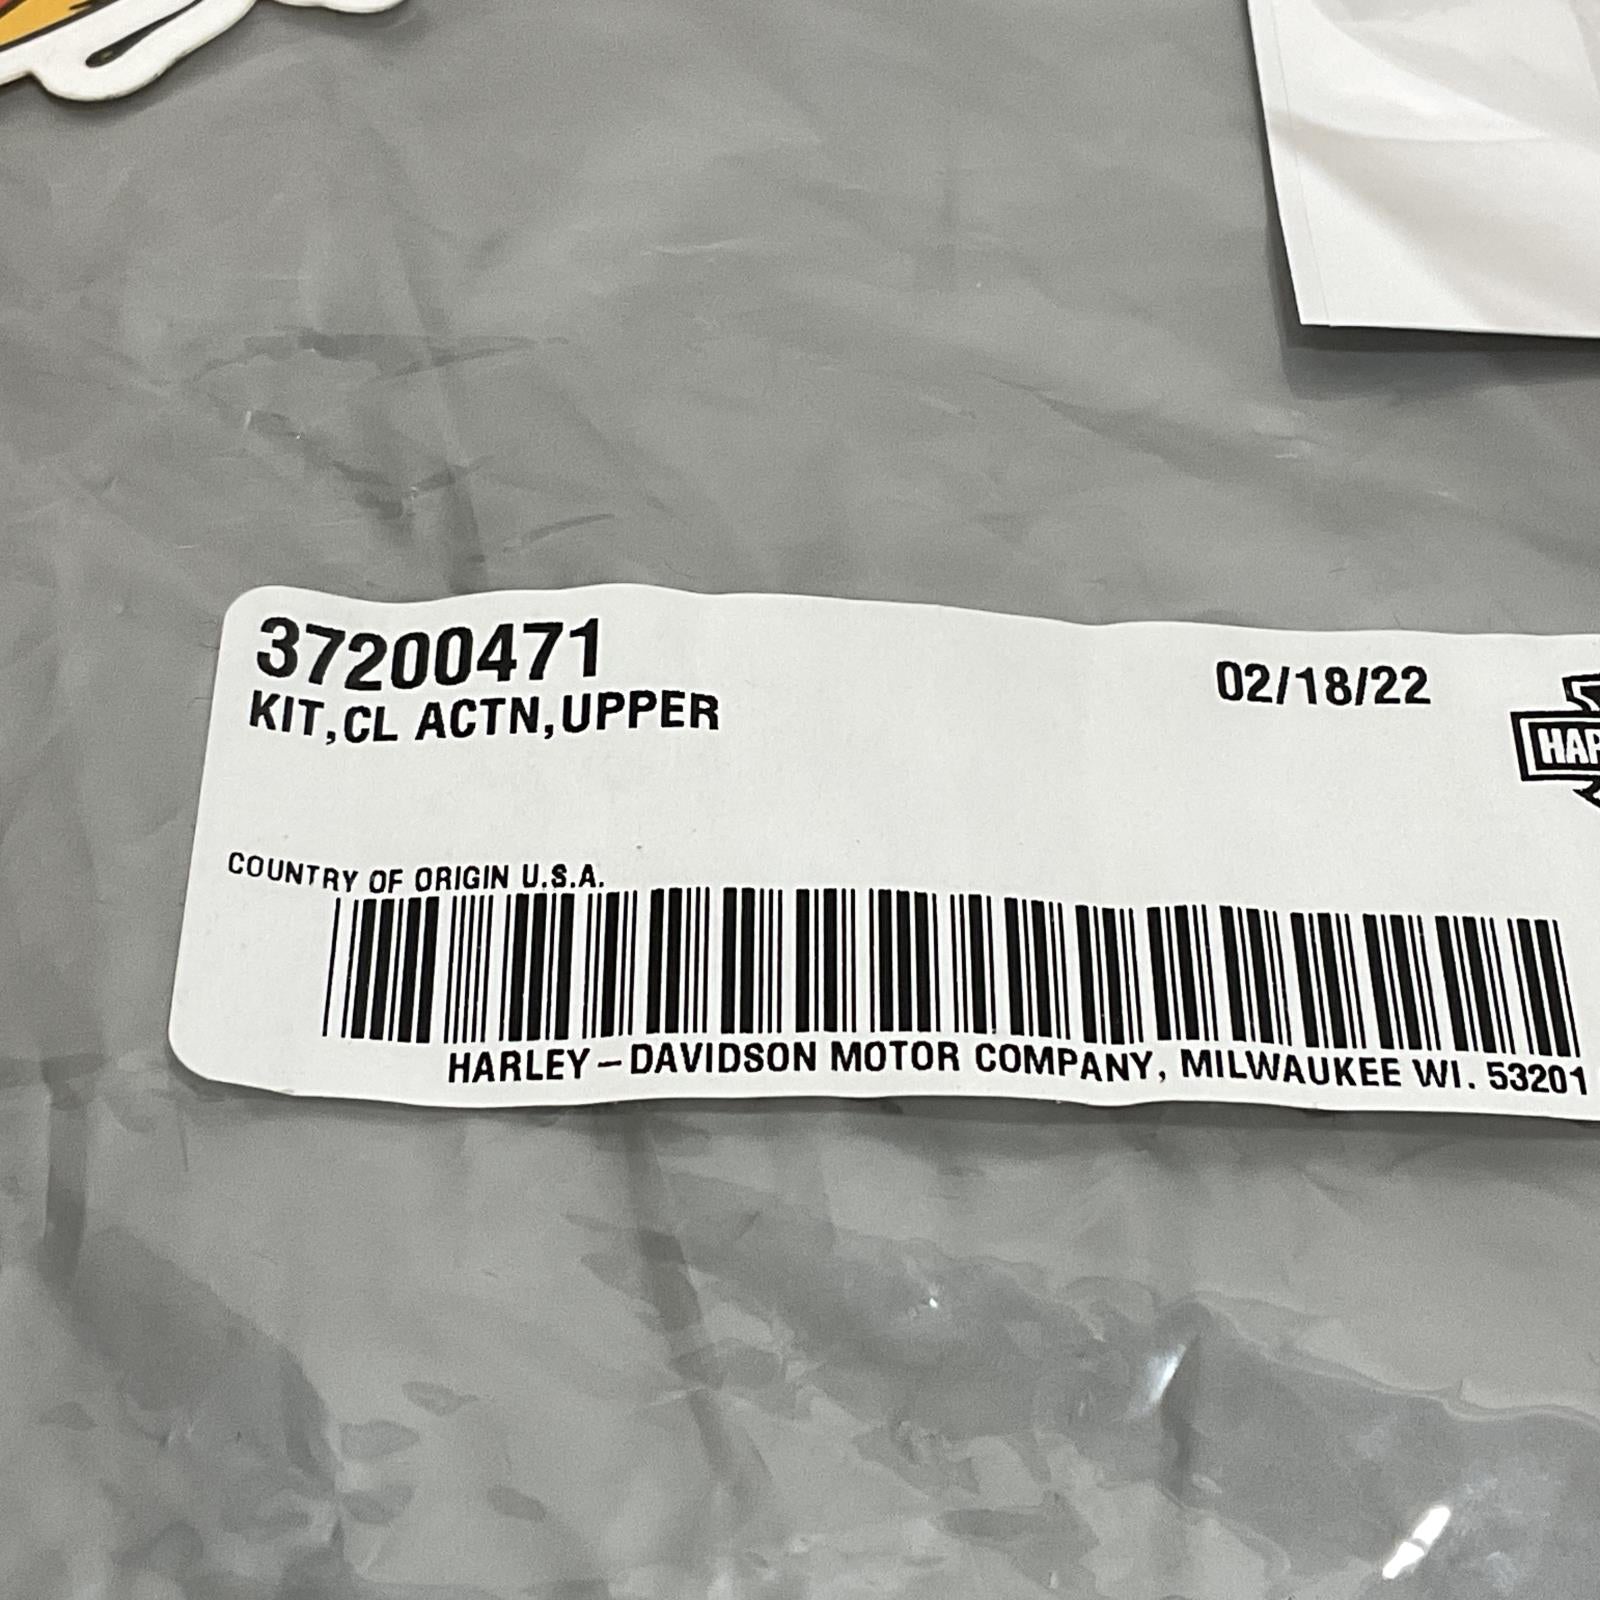 37200471
02/18/22
KIT,CL ACTN,UPPER
COUNTRY OF ORIGIN U.S.A.
HARLEY-DAVIDSON MOTOR COMPANY, MILWAUKEE WI. 53201